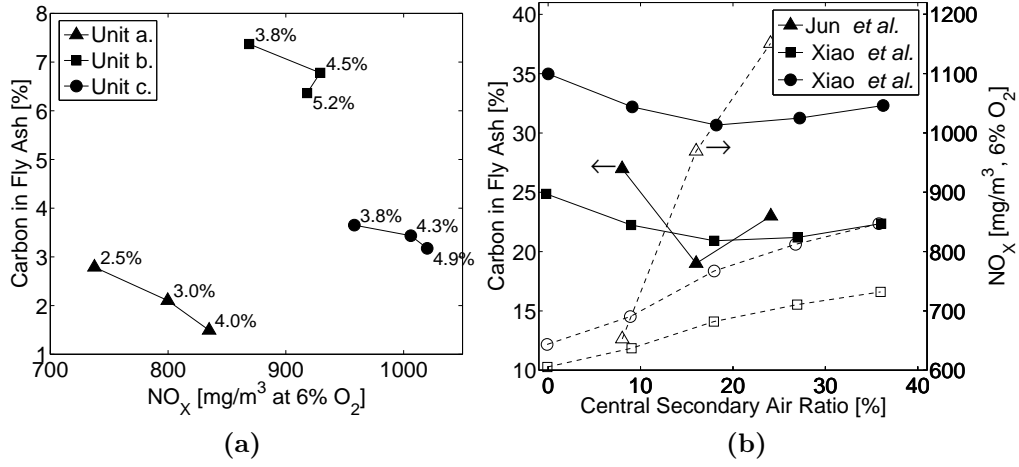 8
7
6
5
4
3
2
1
Carbon in Fly Ash [%]
Unit a.
Unit b.
Unit c.
3.8%
4.5%
5.2%
3.8%
4.3%
4.9%
2.5%
3.0%
4.0%
700 800 900 1000
NOX [mg/m3 at 6% O2]
(a)
40
35
30
25
20
15
10
Carbon in Fly Ash [%]
Jun et al.
Xiao et al.
Xiao et al.
1200
1100
1000
900
800
700
600
NOX [mg/m3, 6% O2]
0 10 20 30 40
Central Secondary Air Ratio [%]
(b)